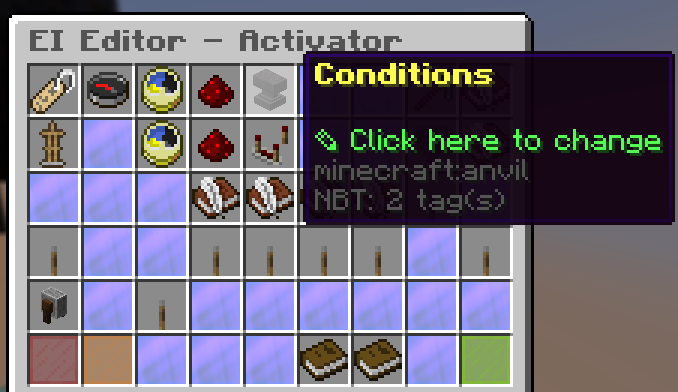 EI Editor - Activator
Conditions
✎ Click here to change
minecraft:anvil
NBT: 2 tag(s)